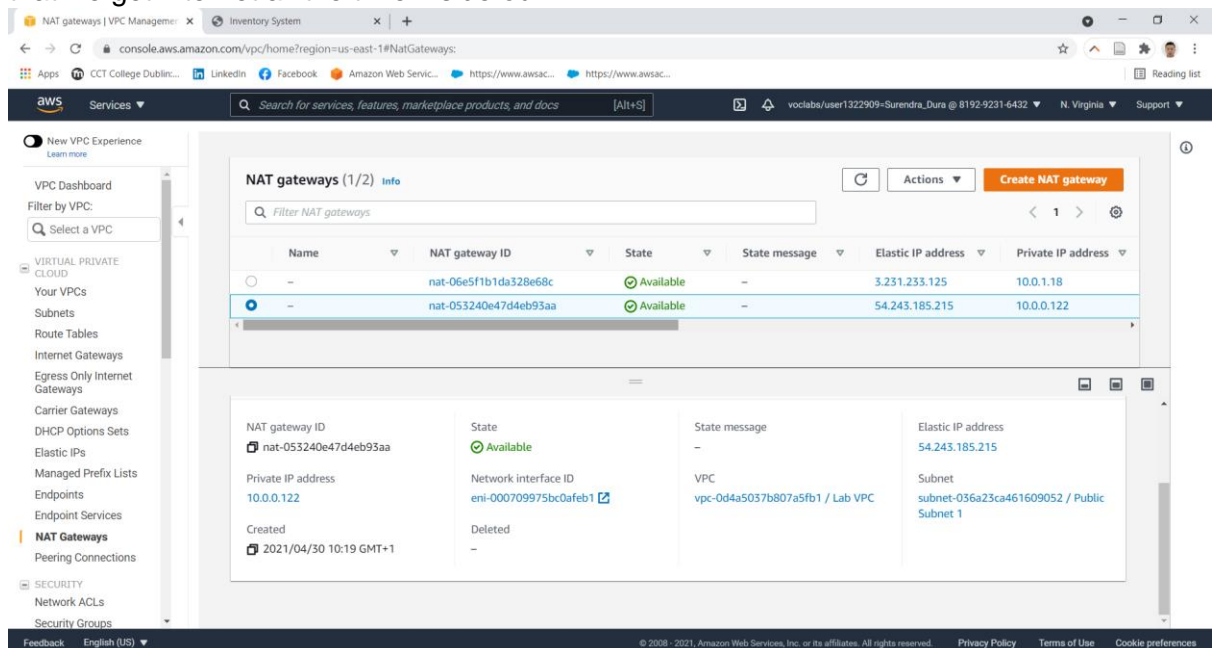 NAT gateways | VPC Managemen
Inventory System
console.aws.amazon.com/vpc/home?region=us-east-1#NatGateways:
Apps CCT College Dublin:... LinkedIn Facebook Amazon Web Servic... https://www.awsac... https://www.awsac... Reading list
aws Services Search for services, features, marketplace products, and docs [Alt+S] voclabs/user1322909=Surendra_Dura @ 8192-9231-6432 N. Virginia Support
New VPC Experience
Learn more
VPC Dashboard
Filter by VPC:
Select a VPC
VIRTUAL PRIVATE
CLOUD
Your VPCs
Subnets
Route Tables
Internet Gateways
Egress Only Internet
Gateways
Carrier Gateways
DHCP Options Sets
Elastic IPs
Managed Prefix Lists
Endpoints
Endpoint Services
NAT Gateways
Peering Connections
SECURITY
Network ACLs
Security Groups
NAT gateways (1/2) Info
Actions Create NAT gateway
Filter NAT gateways
1
Name NAT gateway ID State State message Elastic IP address Private IP address
– nat-06e5f1b1da328e68c Available – 3.231.233.125 10.0.1.18
– nat-053240e47d4eb93aa Available – 54.243.185.215 10.0.0.122
NAT gateway ID State State message Elastic IP address
nat-053240e47d4eb93aa Available – 54.243.185.215
Private IP address Network interface ID VPC Subnet
10.0.0.122 eni-000709975bc0afeb1 vpc-0d4a5037b807a5fb1 / Lab VPC subnet-036a23ca461609052 / Public
Subnet 1
Created Deleted
2021/04/30 10:19 GMT+1 –
Feedback English (US) © 2008 - 2021, Amazon Web Services, Inc. or its affiliates. All rights reserved. Privacy Policy Terms of Use Cookie preferences